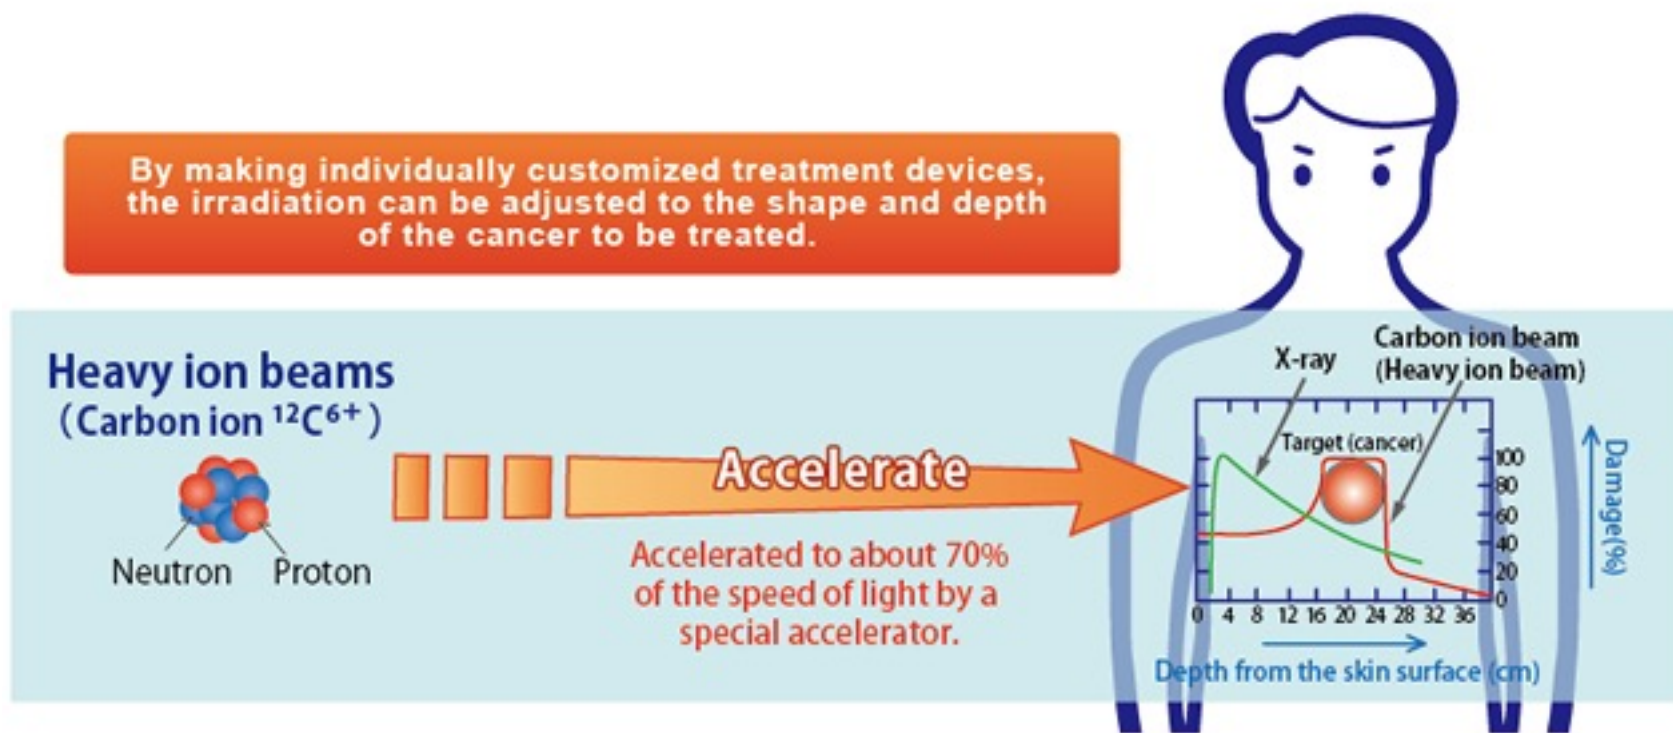 By making individually customized treatment devices,
the irradiation can be adjusted to the shape and depth
of the cancer to be treated.
Heavy ion beams
(Carbon ion ¹²C⁶⁺)
Neutron
Proton
Accelerate
Accelerated to about 70%
of the speed of light by a
special accelerator.
X-ray
Carbon ion beam
(Heavy ion beam)
Target (cancer)
100
80
60
40
20
0
0 4 8 12 16 20 24 28 32 36
Depth from the skin surface (cm)
Damage(%)